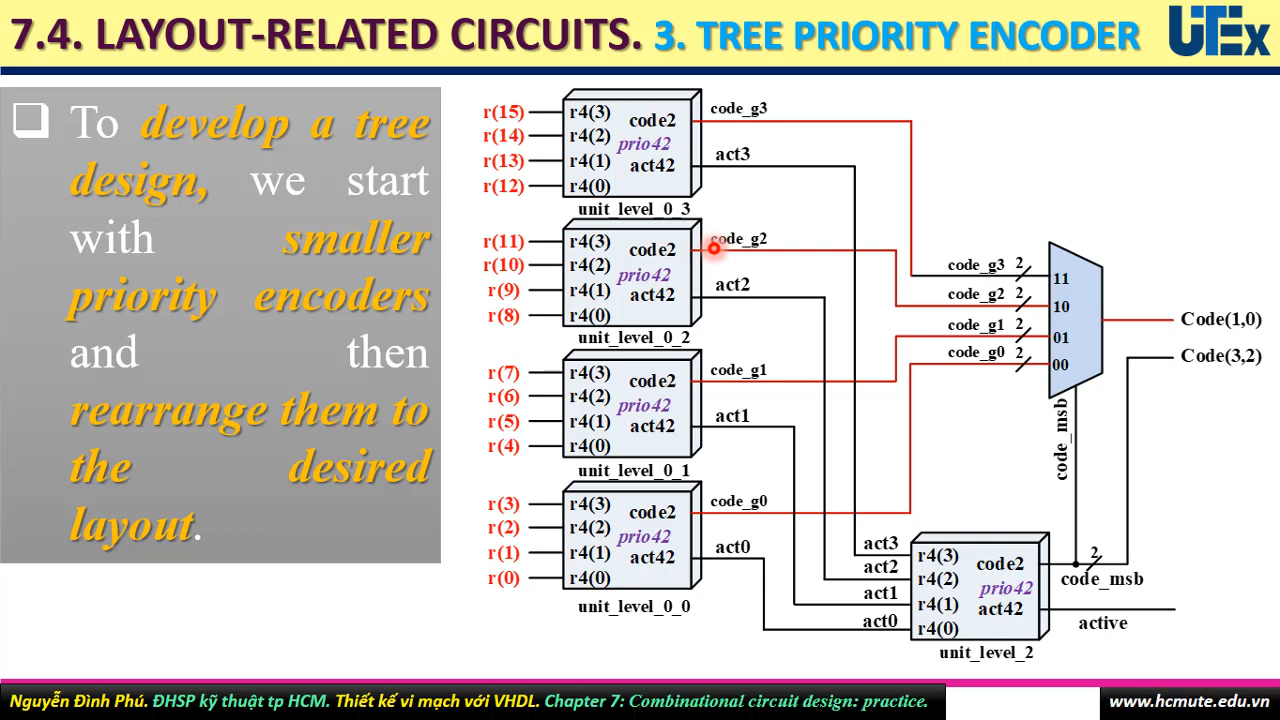 7.4. LAYOUT-RELATED CIRCUITS. 3. TREE PRIORITY ENCODER
UTEx
To develop a tree
design, we start
with smaller
priority encoders
and then
rearrange them to
the desired
layout.
r(15) r4(3) code2 code_g3
r(14) r4(2) prio42
r(13) r4(1) act42 act3
r(12) r4(0)
unit_level_0_3
r(11) r4(3) code2 code_g2
r(10) r4(2) prio42
r(9) r4(1) act42 act2
r(8) r4(0)
unit_level_0_2
r(7) r4(3) code2 code_g1
r(6) r4(2) prio42
r(5) r4(1) act42 act1
r(4) r4(0)
unit_level_0_1
r(3) r4(3) code2 code_g0
r(2) r4(2) prio42
r(1) r4(1) act42 act0
r(0) r4(0)
unit_level_0_0
code_g3 2 11
code_g2 2 10
code_g1 2 01
code_g0 2 00
Code(1,0)
Code(3,2)
code_msb
act3 r4(3) code2 2
act2 r4(2) prio42 code_msb
act1 r4(1) act42
act0 r4(0) active
unit_level_2
Nguyễn Đình Phú. ĐHSP kỹ thuật tp HCM. Thiết kế vi mạch với VHDL. Chapter 7: Combinational circuit design: practice.
www.hcmute.edu.vn